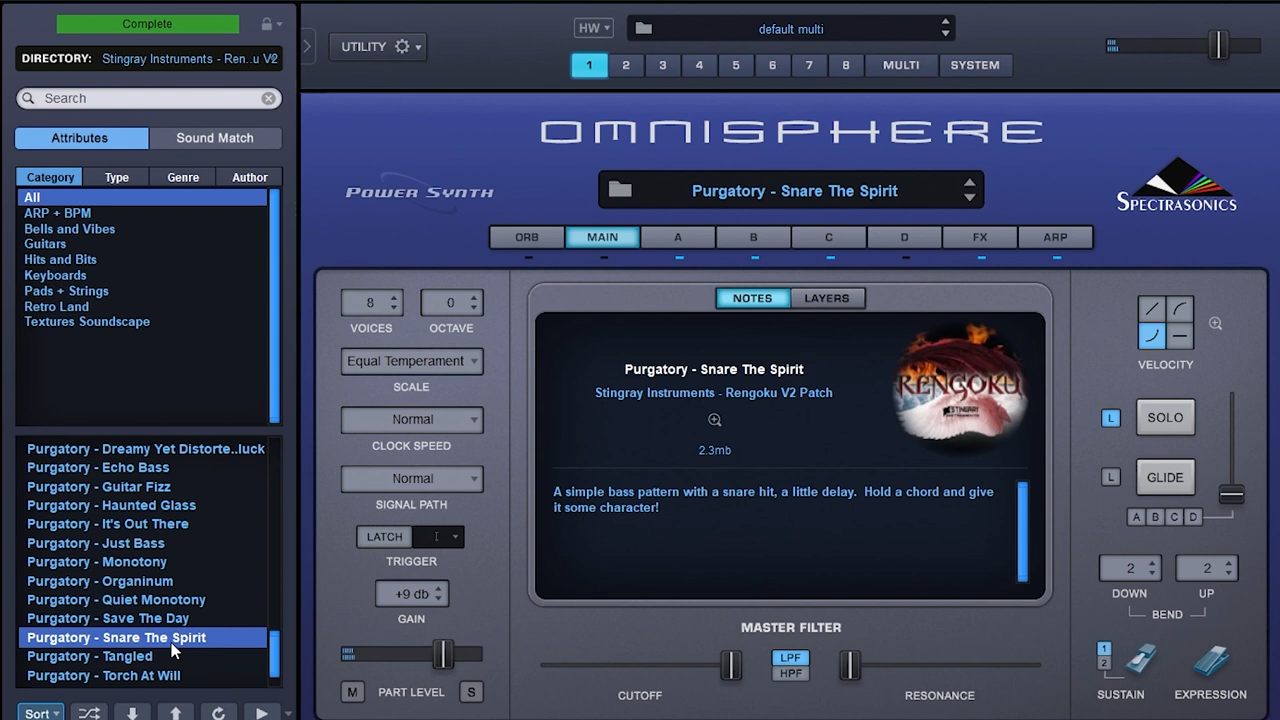 Complete
DIRECTORY: Stingray Instruments - Ren..u V2
Search
Attributes
Sound Match
Category
Type
Genre
Author
All
ARP + BPM
Bells and Vibes
Guitars
Hits and Bits
Keyboards
Pads + Strings
Retro Land
Textures Soundscape
Purgatory - Dreamy Yet Distorte..luck
Purgatory - Echo Bass
Purgatory - Guitar Fizz
Purgatory - Haunted Glass
Purgatory - It's Out There
Purgatory - Just Bass
Purgatory - Monotony
Purgatory - Organinum
Purgatory - Quiet Monotony
Purgatory - Save The Day
Purgatory - Snare The Spirit
Purgatory - Tangled
Purgatory - Torch At Will
Sort
UTILITY
HW
default multi
1 2 3 4 5 6 7 8 MULTI SYSTEM
OMNISPHERE
POWER SYNTH
Purgatory - Snare The Spirit
SPECTRASONICS
ORB MAIN A B C D FX ARP
8
0
VOICES
OCTAVE
Equal Temperament
SCALE
Normal
CLOCK SPEED
Normal
SIGNAL PATH
LATCH
TRIGGER
+9 db
GAIN
M PART LEVEL S
NOTES
LAYERS
Purgatory - Snare The Spirit
Stingray Instruments - Rengoku V2 Patch
2.3mb
RENGOKU
STINGRAY
A simple bass pattern with a snare hit, a little delay. Hold a chord and give
it some character!
MASTER FILTER
LPF
HPF
CUTOFF
RESONANCE
VELOCITY
L SOLO
L GLIDE
A B C D
2
2
DOWN
UP
BEND
1
2
SUSTAIN
EXPRESSION